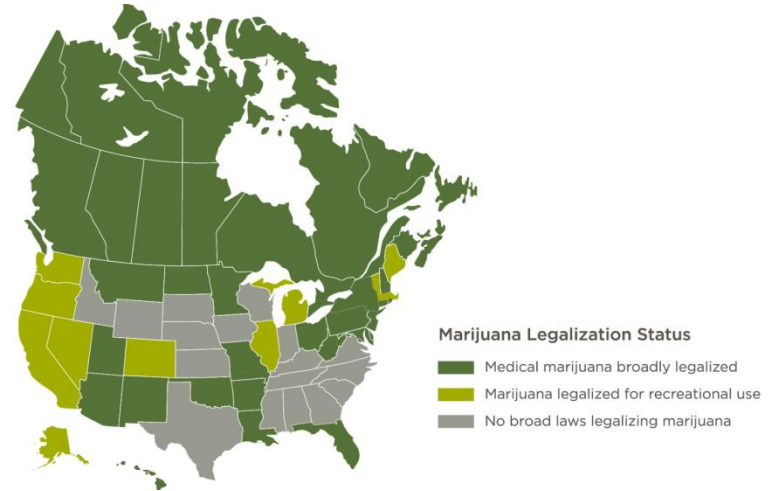 Marijuana Legalization Status
Medical marijuana broadly legalized
Marijuana legalized for recreational use
No broad laws legalizing marijuana